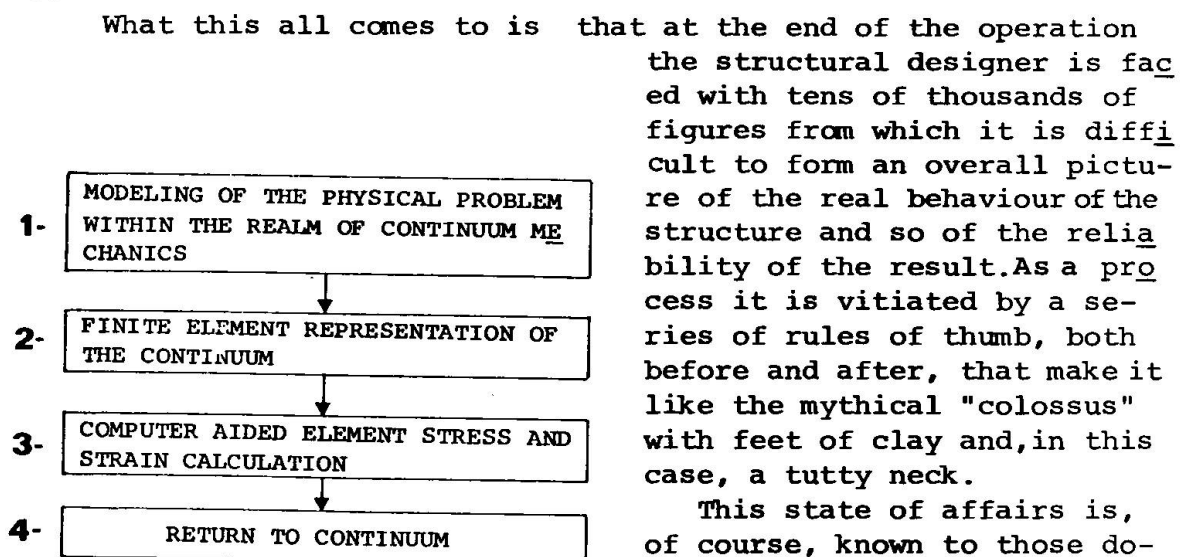 What this all comes to is that at the end of the operation
the structural designer is fac
ed with tens of thousands of
figures from which it is diffi
cult to form an overall pictu-
re of the real behaviour of the
structure and so of the relia
bility of the result.As a pro
cess it is vitiated by a se-
ries of rules of thumb, both
before and after, that make it
like the mythical "colossus"
with feet of clay and,in this
case, a tutty neck.
This state of affairs is,
of course, known to those do-
1-
MODELING OF THE PHYSICAL PROBLEM
WITHIN THE REALM OF CONTINUUM ME
CHANICS
2-
FINITE ELEMENT REPRESENTATION OF
THE CONTINUUM
3-
COMPUTER AIDED ELEMENT STRESS AND
STRAIN CALCULATION
4-
RETURN TO CONTINUUM